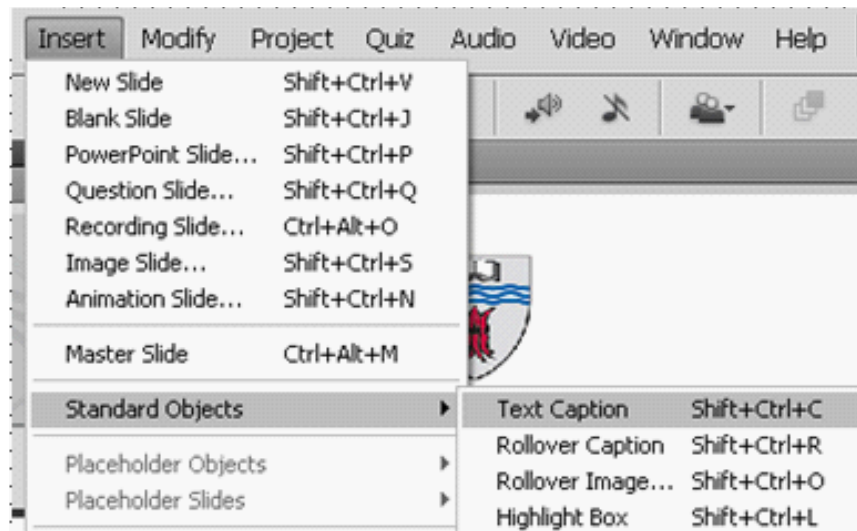 Insert Modify Project Quiz Audio Video Window Help
New Slide Shift+Ctrl+V
Blank Slide Shift+Ctrl+J
PowerPoint Slide... Shift+Ctrl+P
Question Slide... Shift+Ctrl+Q
Recording Slide... Ctrl+Alt+O
Image Slide... Shift+Ctrl+S
Animation Slide... Shift+Ctrl+N
Master Slide Ctrl+Alt+M
Standard Objects
Text Caption Shift+Ctrl+C
Rollover Caption Shift+Ctrl+R
Rollover Image... Shift+Ctrl+O
Highlight Box Shift+Ctrl+L
Placeholder Objects
Placeholder Slides